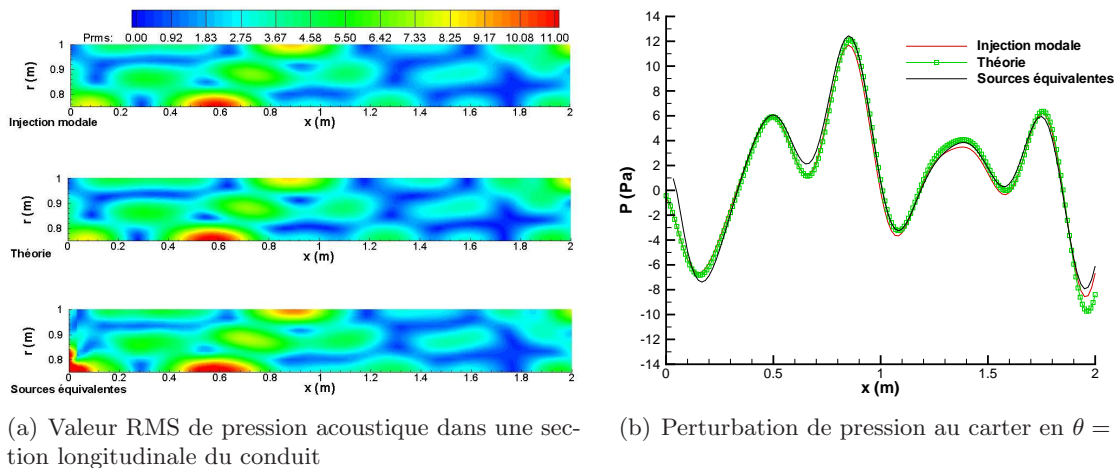 Prms: 0.00 0.92 1.83 2.75 3.67 4.58 5.50 6.42 7.33 8.25 9.17 10.08 11.00
r (m)
1
0.9
0.8
0 0.2 0.4 0.6 0.8 1 1.2 1.4 1.6 1.8 2
x (m)
Injection modale
r (m)
1
0.9
0.8
0 0.2 0.4 0.6 0.8 1 1.2 1.4 1.6 1.8 2
x (m)
Théorie
r (m)
1
0.9
0.8
0 0.2 0.4 0.6 0.8 1 1.2 1.4 1.6 1.8 2
x (m)
Sources équivalentes
(a) Valeur RMS de pression acoustique dans une sec-
tion longitudinale du conduit
P (Pa)
14
12
10
8
6
4
2
0
-2
-4
-6
-8
-10
-12
-14
0 0.5 1.0 1.5 2.0
x (m)
Injection modale
Théorie
Sources équivalentes
(b) Perturbation de pression au carter en θ =